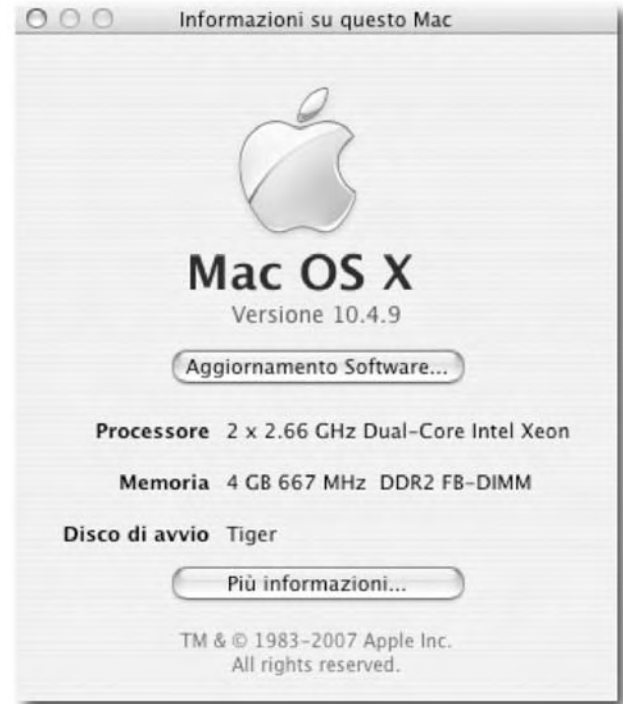 Informazioni su questo Mac
Mac OS X
Versione 10.4.9
Aggiornamento Software...
Processore 2 x 2.66 GHz Dual-Core Intel Xeon
Memoria 4 GB 667 MHz DDR2 FB-DIMM
Disco di avvio Tiger
Più informazioni...
TM & © 1983-2007 Apple Inc.
All rights reserved.